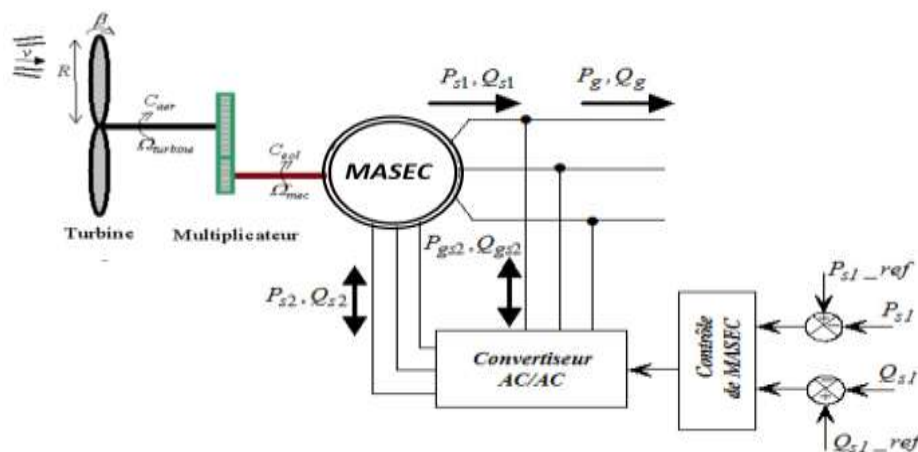 β
v
R
C_aer
Ω_turbine
Turbine
Multiplicateur
C_eol
Ω_mec
MASEC
P_s1, Q_s1
P_g, Q_g
P_s2, Q_s2
P_gs2, Q_gs2
Convertiseur
AC/AC
Contrôle
de MASEC
P_s1_ref
P_s1
Q_s1
Q_s1_ref